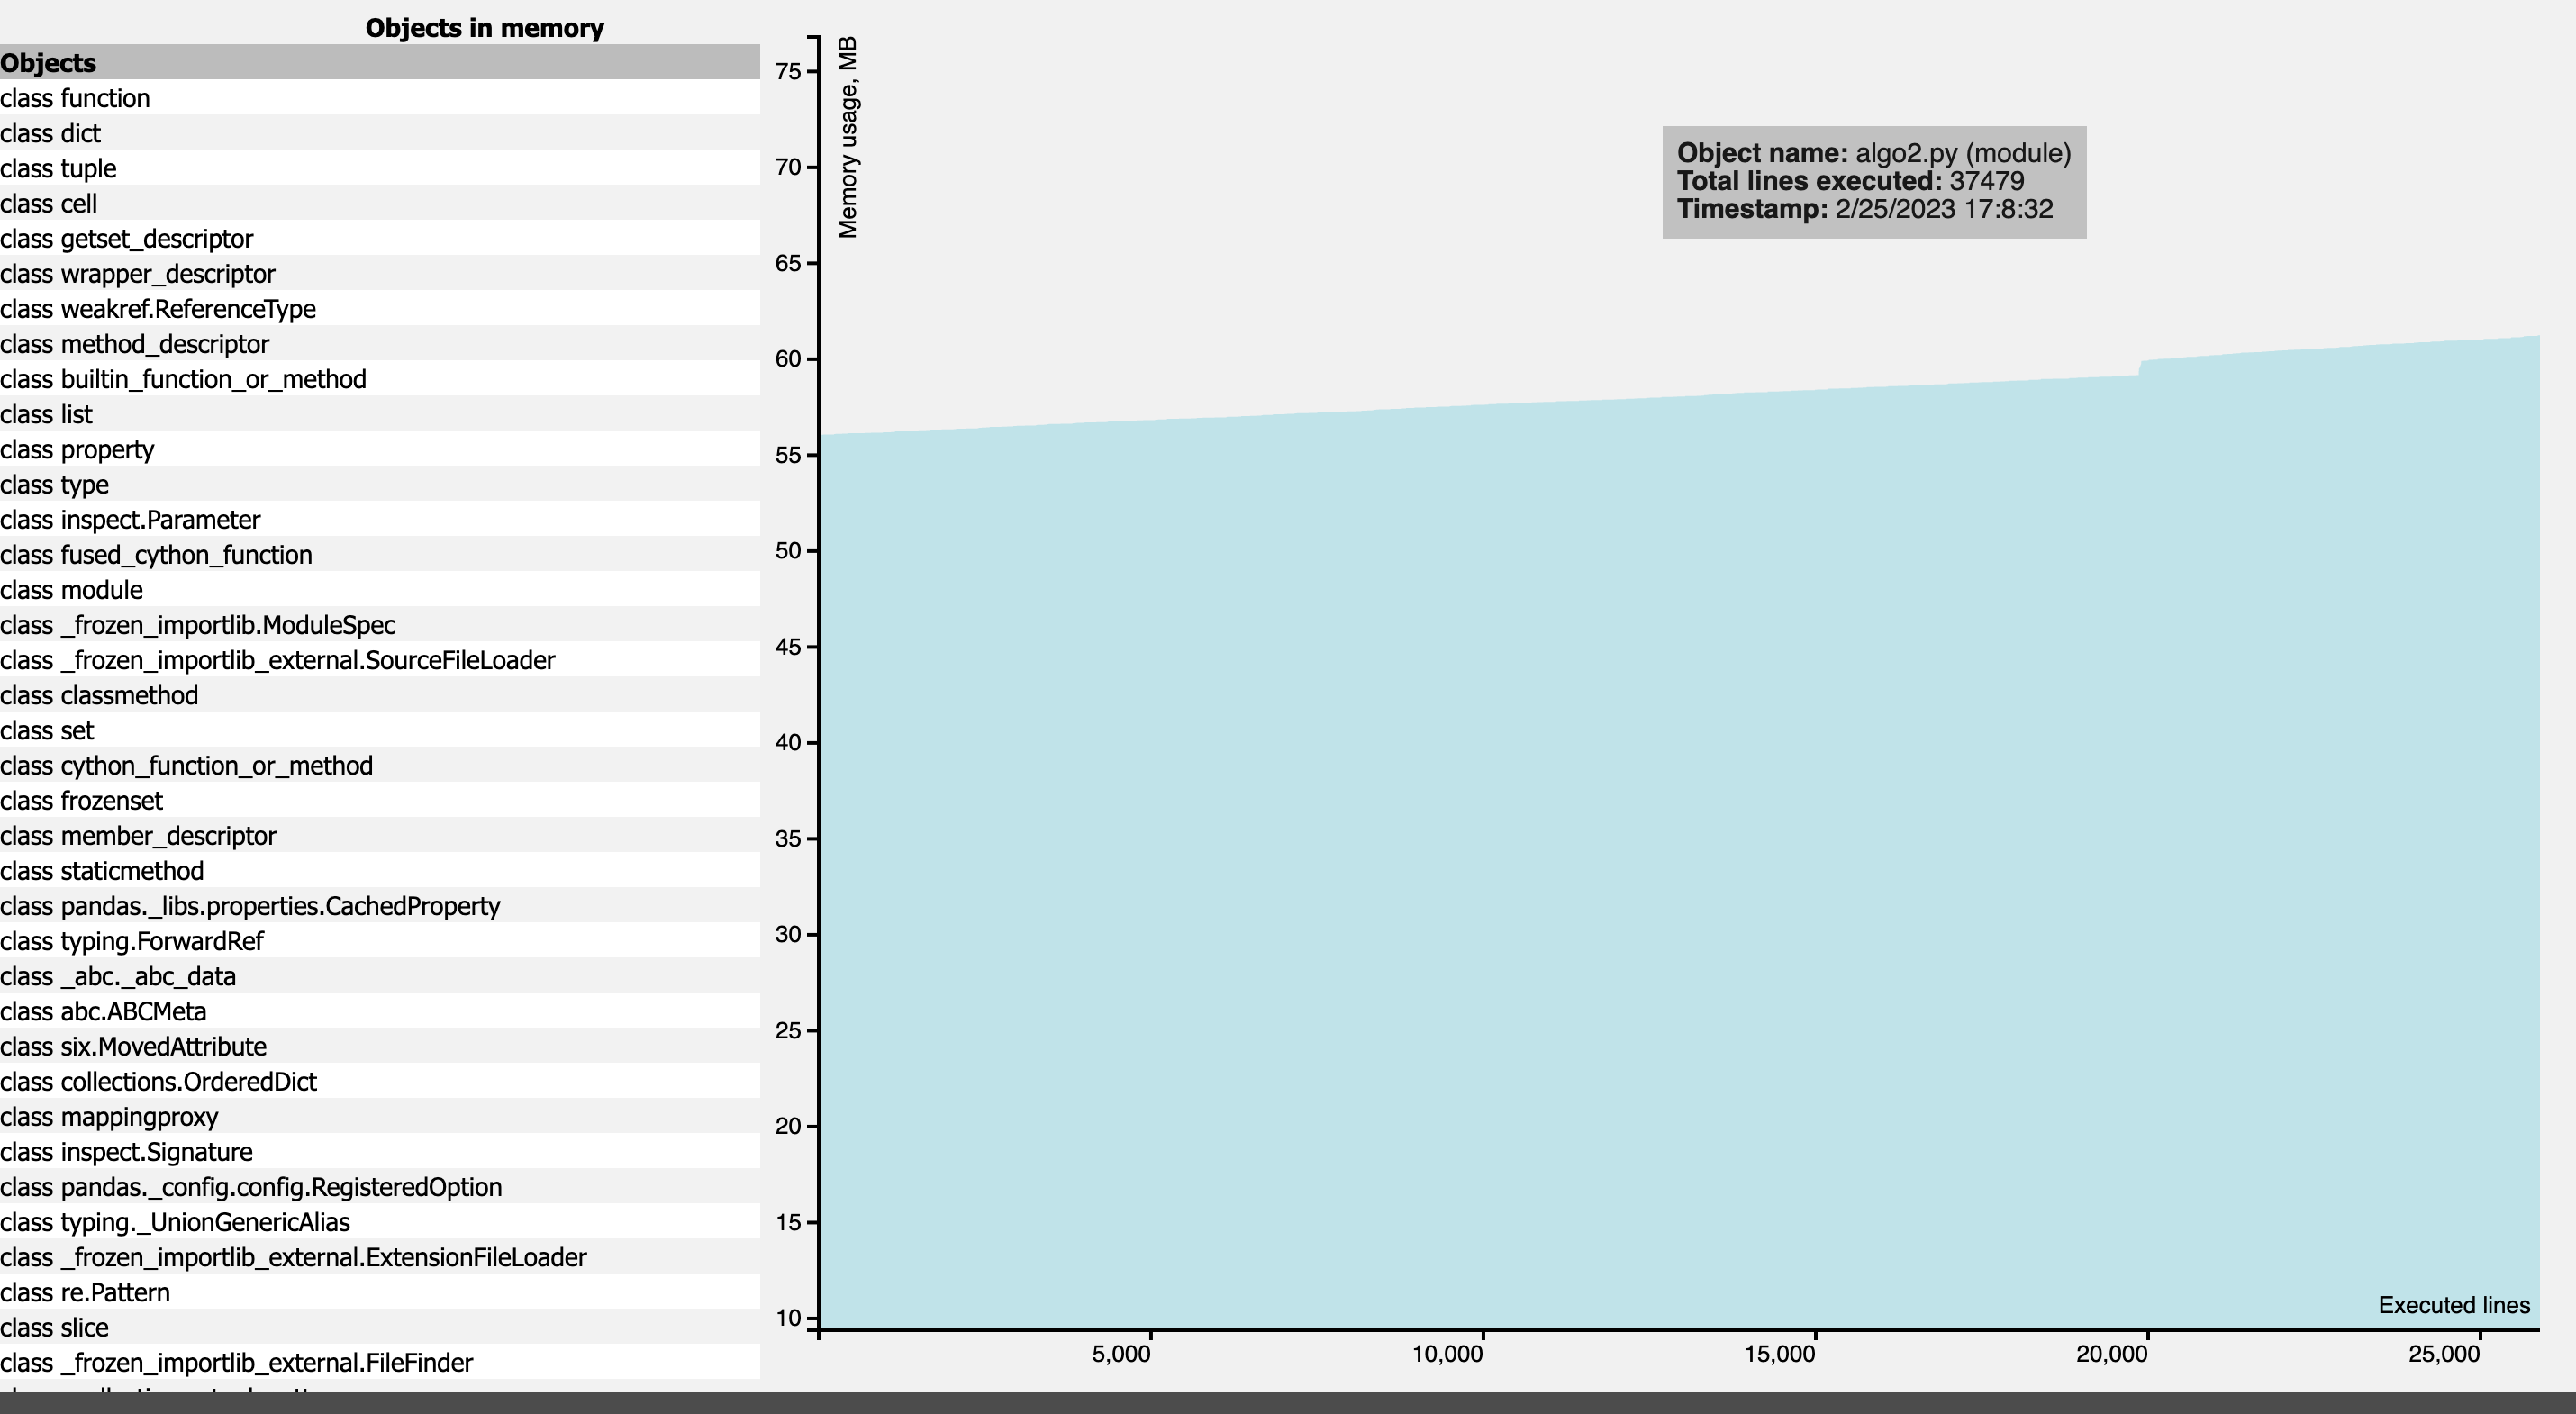 Objects in memory
Objects
class function
class dict
class tuple
class cell
class getset_descriptor
class wrapper_descriptor
class weakref.ReferenceType
class method_descriptor
class builtin_function_or_method
class list
class property
class type
class inspect.Parameter
class fused_cython_function
class module
class _frozen_importlib.ModuleSpec
class _frozen_importlib_external.SourceFileLoader
class classmethod
class set
class cython_function_or_method
class frozenset
class member_descriptor
class staticmethod
class pandas._libs.properties.CachedProperty
class typing.ForwardRef
class _abc._abc_data
class abc.ABCMeta
class six.MovedAttribute
class collections.OrderedDict
class mappingproxy
class inspect.Signature
class pandas._config.config.RegisteredOption
class typing._UnionGenericAlias
class _frozen_importlib_external.ExtensionFileLoader
class re.Pattern
class slice
class _frozen_importlib_external.FileFinder
Memory usage, MB
75
70
65
60
55
50
45
40
35
30
25
20
15
10
Object name: algo2.py (module)
Total lines executed: 37479
Timestamp: 2/25/2023 17:8:32
Executed lines
5,000
10,000
15,000
20,000
25,000